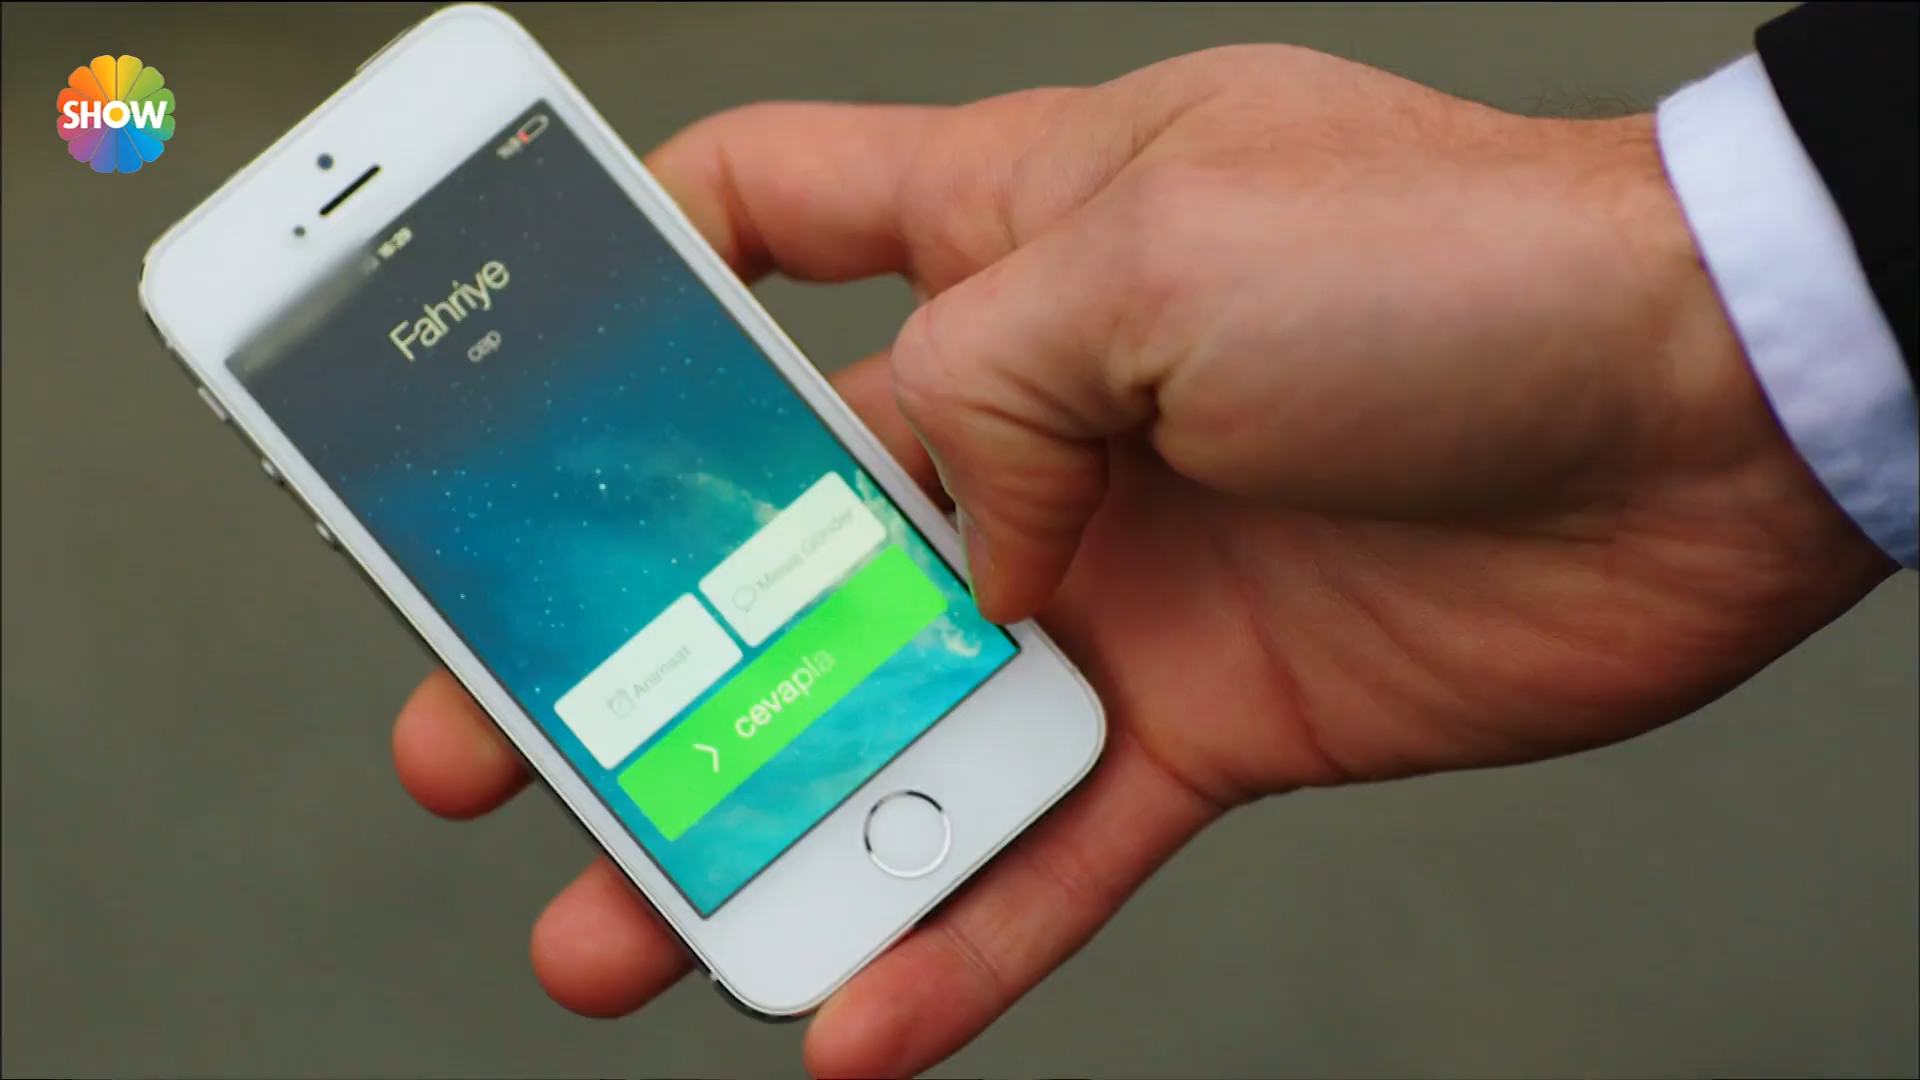 SHOW
Fahriye
cep
Mesaj Gönder
Anımsat
cevapla